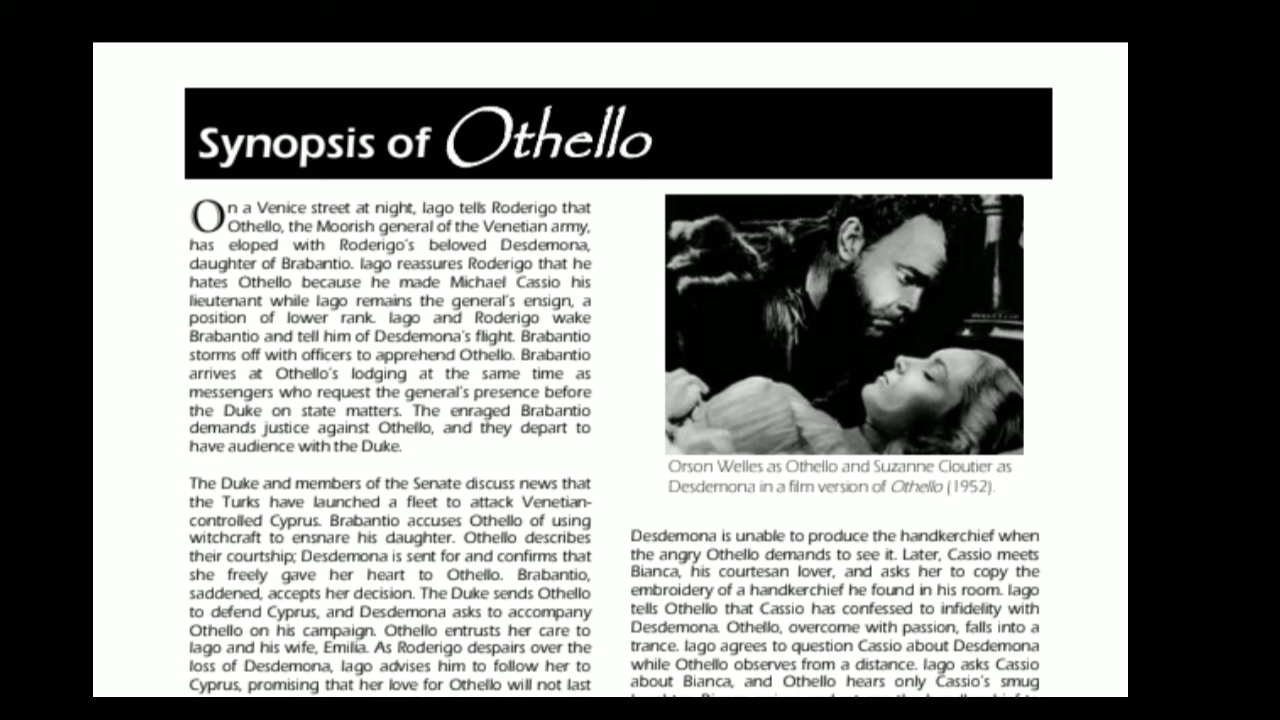 Synopsis of Othello
On a Venice street at night, Iago tells Roderigo that
Othello, the Moorish general of the Venetian army,
has eloped with Roderigo's beloved Desdemona,
daughter of Brabantio. Iago reassures Roderigo that he
hates Othello because he made Michael Cassio his
lieutenant while Iago remains the general's ensign, a
position of lower rank. Iago and Roderigo wake
Brabantio and tell him of Desdemona's flight. Brabantio
storms off with officers to apprehend Othello. Brabantio
arrives at Othello's lodging at the same time as
messengers who request the general's presence before
the Duke on state matters. The enraged Brabantio
demands justice against Othello, and they depart to
have audience with the Duke.
The Duke and members of the Senate discuss news that
the Turks have launched a fleet to attack Venetian-
controlled Cyprus. Brabantio accuses Othello of using
witchcraft to ensnare his daughter. Othello describes
their courtship; Desdemona is sent for and confirms that
she freely gave her heart to Othello. Brabantio,
saddened, accepts her decision. The Duke sends Othello
to defend Cyprus, and Desdemona asks to accompany
Othello on his campaign. Othello entrusts her care to
Iago and his wife, Emilia. As Roderigo despairs over the
loss of Desdemona, Iago advises him to follow her to
Cyprus, promising that her love for Othello will not last
Orson Welles as Othello and Suzanne Cloutier as
Desdemona in a film version of Othello (1952).
Desdemona is unable to produce the handkerchief when
the angry Othello demands to see it. Later, Cassio meets
Bianca, his courtesan lover, and asks her to copy the
embroidery of a handkerchief he found in his room. Iago
tells Othello that Cassio has confessed to infidelity with
Desdemona. Othello, overcome with passion, falls into a
trance. Iago agrees to question Cassio about Desdemona
while Othello observes from a distance. Iago asks Cassio
about Bianca, and Othello hears only Cassio's smug